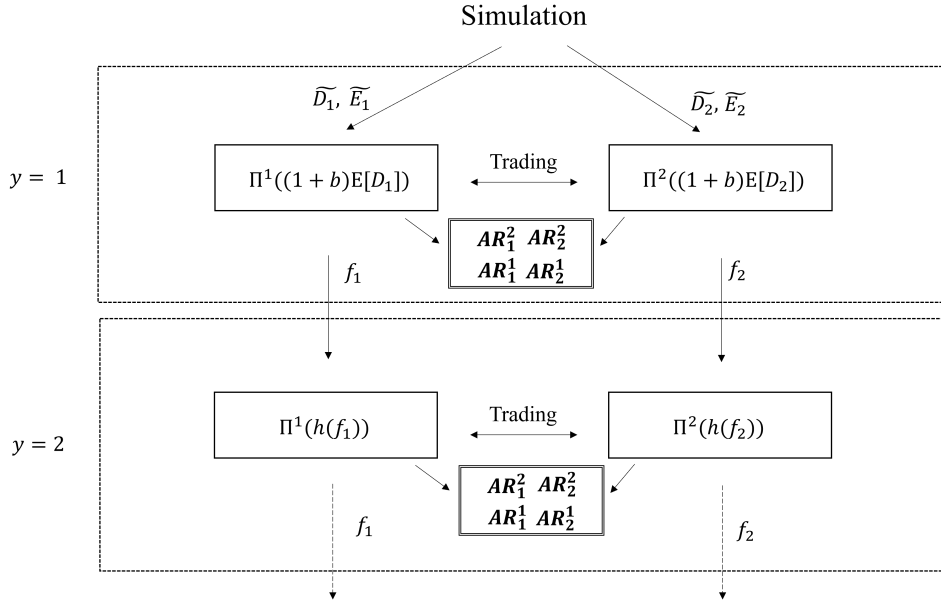 Simulation
D̃₁, Ẽ₁ D̃₂, Ẽ₂
y = 1
Π¹((1 + b)E[D₁]) Trading Π²((1 + b)E[D₂])
AR₁² AR₂²
AR₁¹ AR₂¹
f₁ f₂
y = 2
Π¹(h(f₁)) Trading Π²(h(f₂))
AR₁² AR₂²
AR₁¹ AR₂¹
f₁ f₂